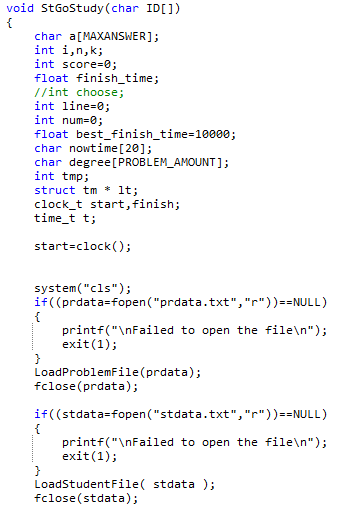 void StGoStudy(char ID[])
{
    char a[MAXANSWER];
    int i,n,k;
    int score=0;
    float finish_time;
    //int choose;
    int line=0;
    int num=0;
    float best_finish_time=10000;
    char nowtime[20];
    char degree[PROBLEM_AMOUNT];
    int tmp;
    struct tm * lt;
    clock_t start,finish;
    time_t t;

    start=clock();


    system("cls");
    if((prdata=fopen("prdata.txt","r"))==NULL)
    {
        printf("\nFailed to open the file\n");
        exit(1);
    }
    LoadProblemFile(prdata);
    fclose(prdata);

    if((stdata=fopen("stdata.txt","r"))==NULL)
    {
        printf("\nFailed to open the file\n");
        exit(1);
    }
    LoadStudentFile( stdata );
    fclose(stdata);